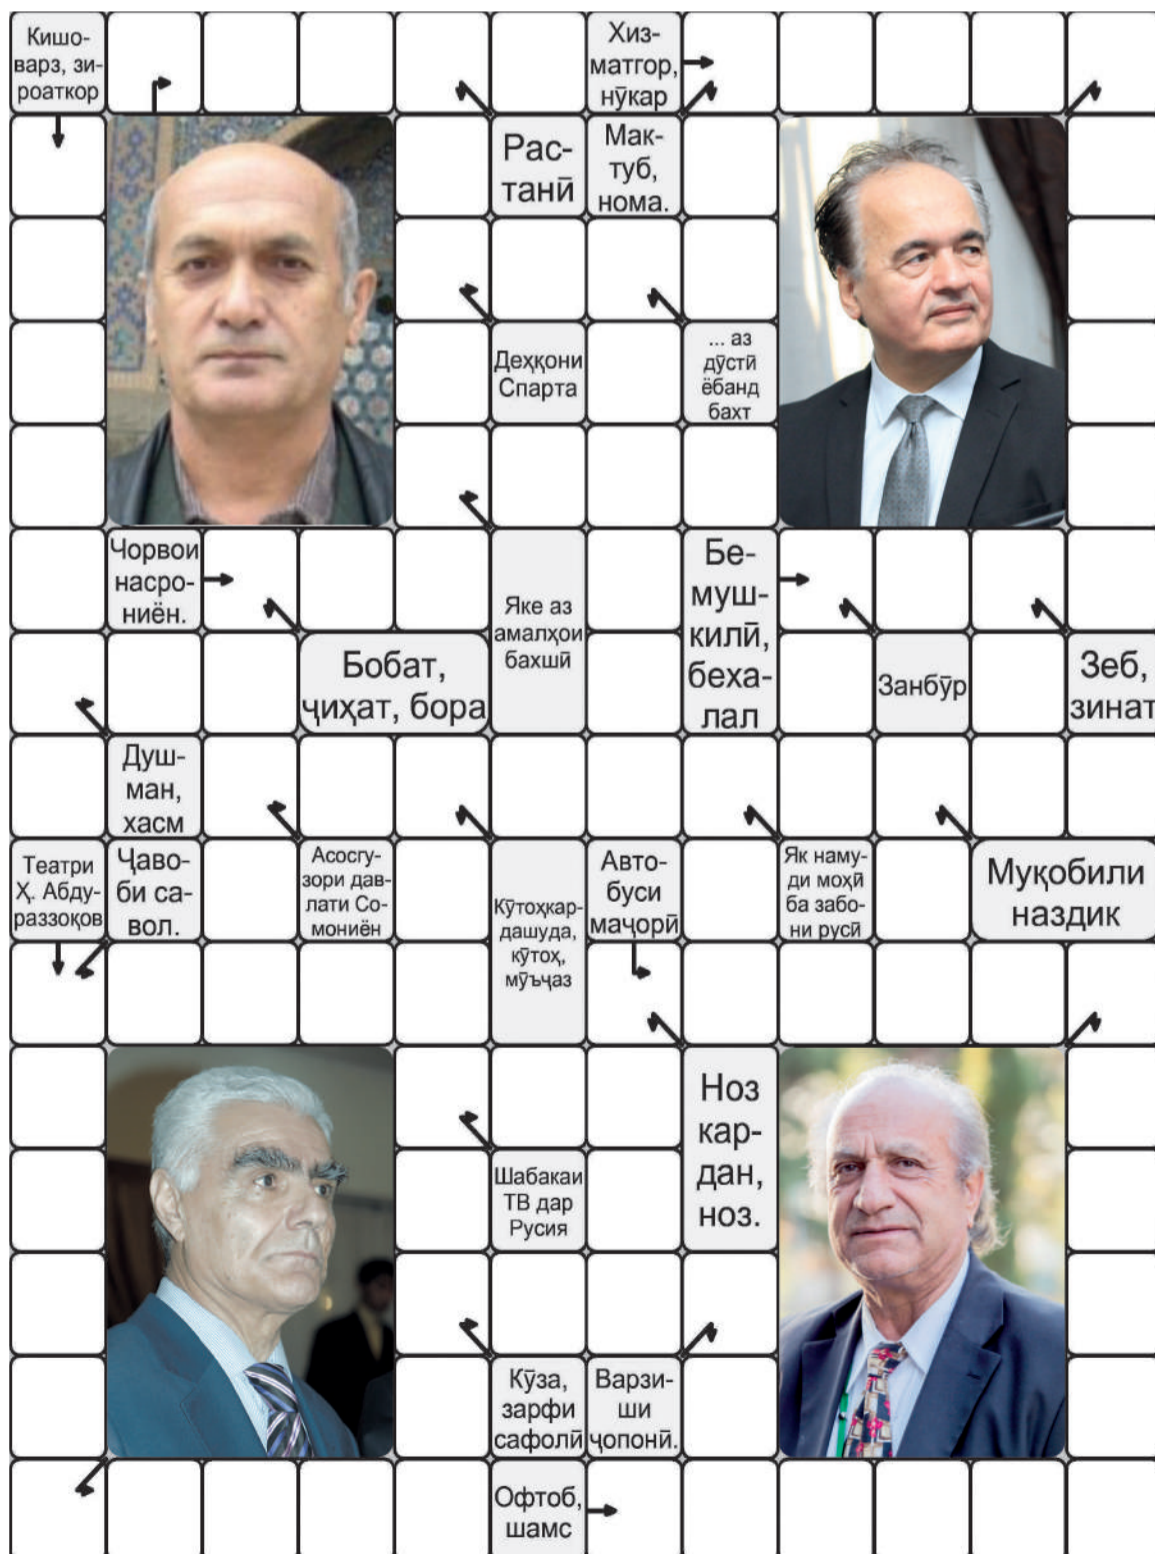 Кишо-
варз, зи-
роаткор
Хиз-
матгор,
нӯкар
Рас-
танӣ
Мак-
туб,
нома.
Деҳқони
Спарта
... аз
дӯстӣ
ёбанд
бахт
Чорвои
насро-
ниён.
Яке аз
амалҳои
бахшӣ
Бе-
муш-
килӣ,
беха-
лал
Бобат,
ҷиҳат, бора
Занбӯр
Зеб,
зинат
Душ-
ман,
хасм
Театри
Ҳ. Абду-
раззоқов
Ҷаво-
би са-
вол.
Асосгу-
зори дав-
лати Со-
мониён
Кӯтоҳкар-
дашуда,
кӯтоҳ,
мӯъҷаз
Авто-
буси
маҷорӣ
Як наму-
ди моҳӣ
ба забо-
ни русӣ
Муқобили
наздик
Ноз
кар-
дан,
ноз.
Шабакаи
ТВ дар
Русия
Кӯза,
зарфи
сафолӣ
Варзи-
ши
ҷопонӣ.
Офтоб,
шамс